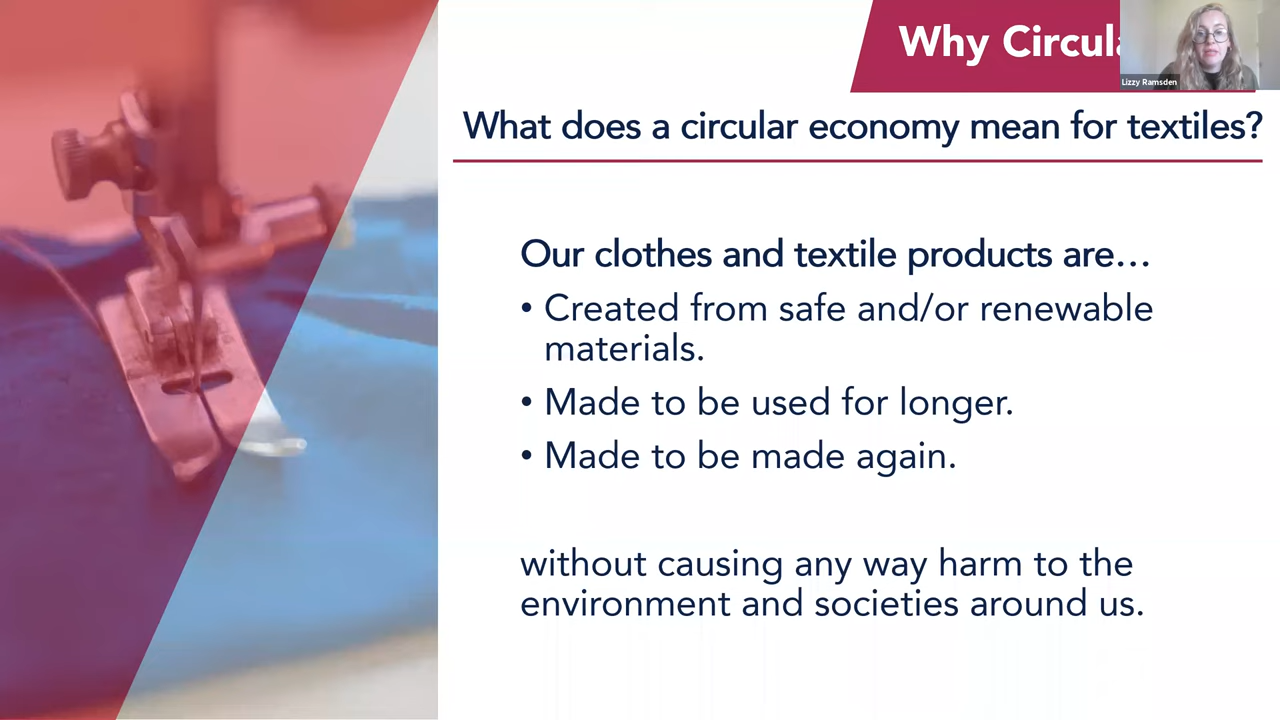 Why Circul
Lizzy Ramsden
What does a circular economy mean for textiles?
Our clothes and textile products are…
• Created from safe and/or renewable
materials.
• Made to be used for longer.
• Made to be made again.
without causing any way harm to the
environment and societies around us.